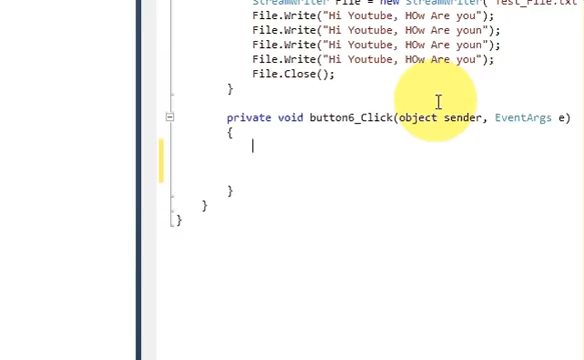 StreamWriter File = new StreamWriter("Test_File.txt
File.Write("Hi Youtube, HOw Are you");
File.Write("Hi Youtube, HOw Are youn");
File.Write("Hi Youtube, HOw Are youn");
File.Write("Hi Youtube, HOw Are you");
File.Close();
}
private void button6_Click(object sender, EventArgs e)
{
}
}
}